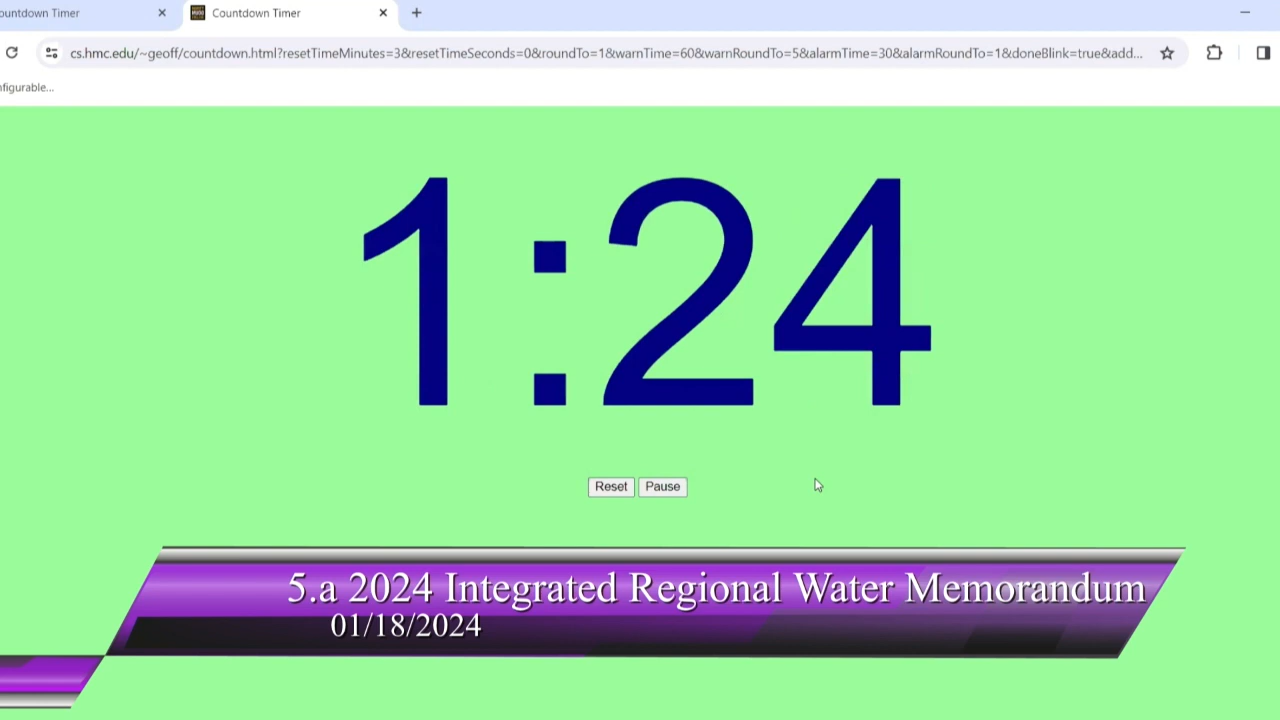 ountdown Timer
Countdown Timer
cs.hmc.edu/~geoff/countdown.html?resetTimeMinutes=3&resetTimeSeconds=0&roundTo=1&warnTime=60&warnRoundTo=5&alarmTime=30&alarmRoundTo=1&doneBlink=true&add...
nfigurable...
1:24
Reset Pause
5.a 2024 Integrated Regional Water Memorandum
01/18/2024